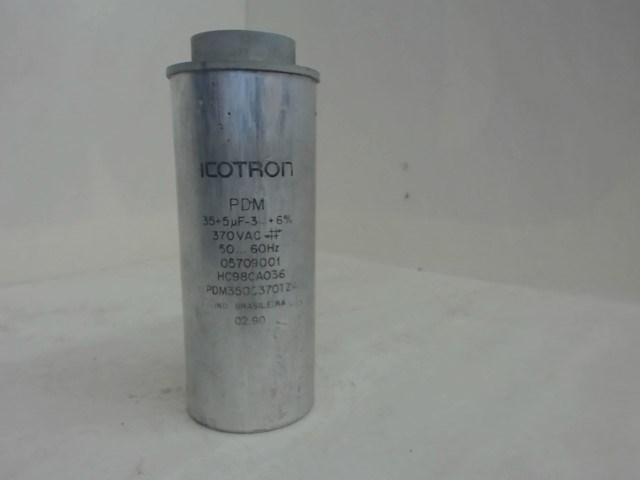 ICOTRON
PDM
35+5µF-3...+6%
370VAC
50...60Hz
05709001
HC98CA036
IND. BRASILEIRA
02.90